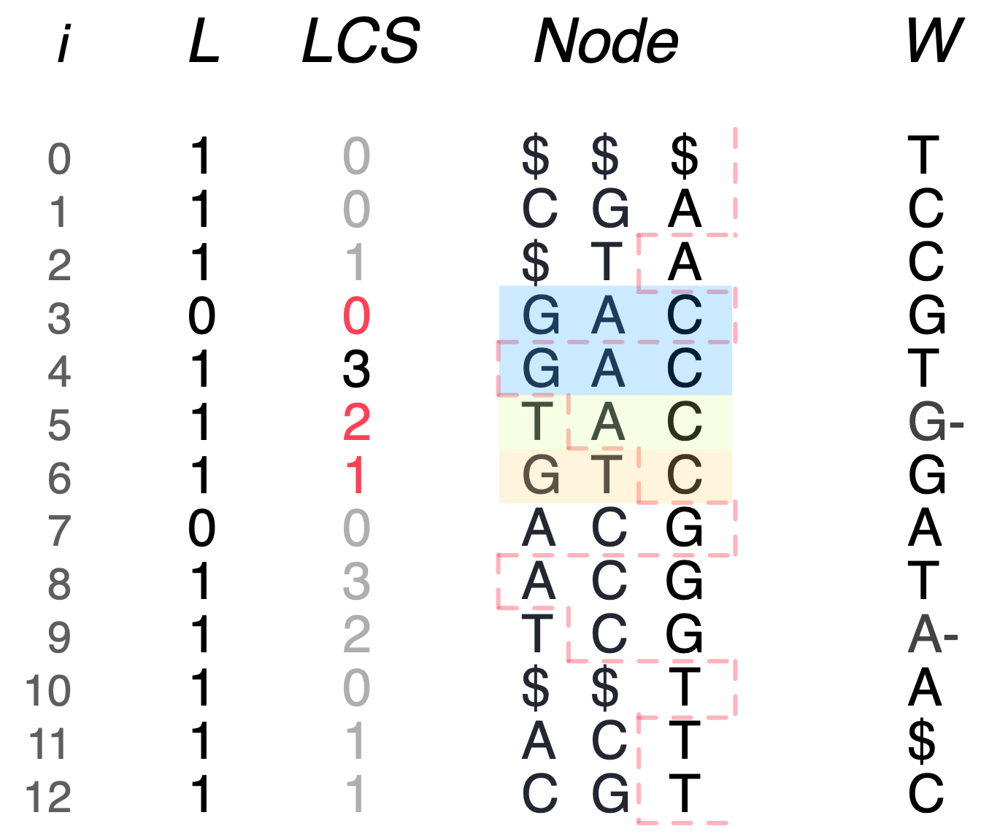 i L LCS Node W
0 1 0 $ $ $ T
1 1 0 C G A C
2 1 1 $ T A C
3 0 0 G A C G
4 1 3 G A C T
5 1 2 T A C G-
6 1 1 G T C G
7 0 0 A C G A
8 1 3 A C G T
9 1 2 T C G A-
10 1 0 $ $ T A
11 1 1 A C T $
12 1 1 C G T C